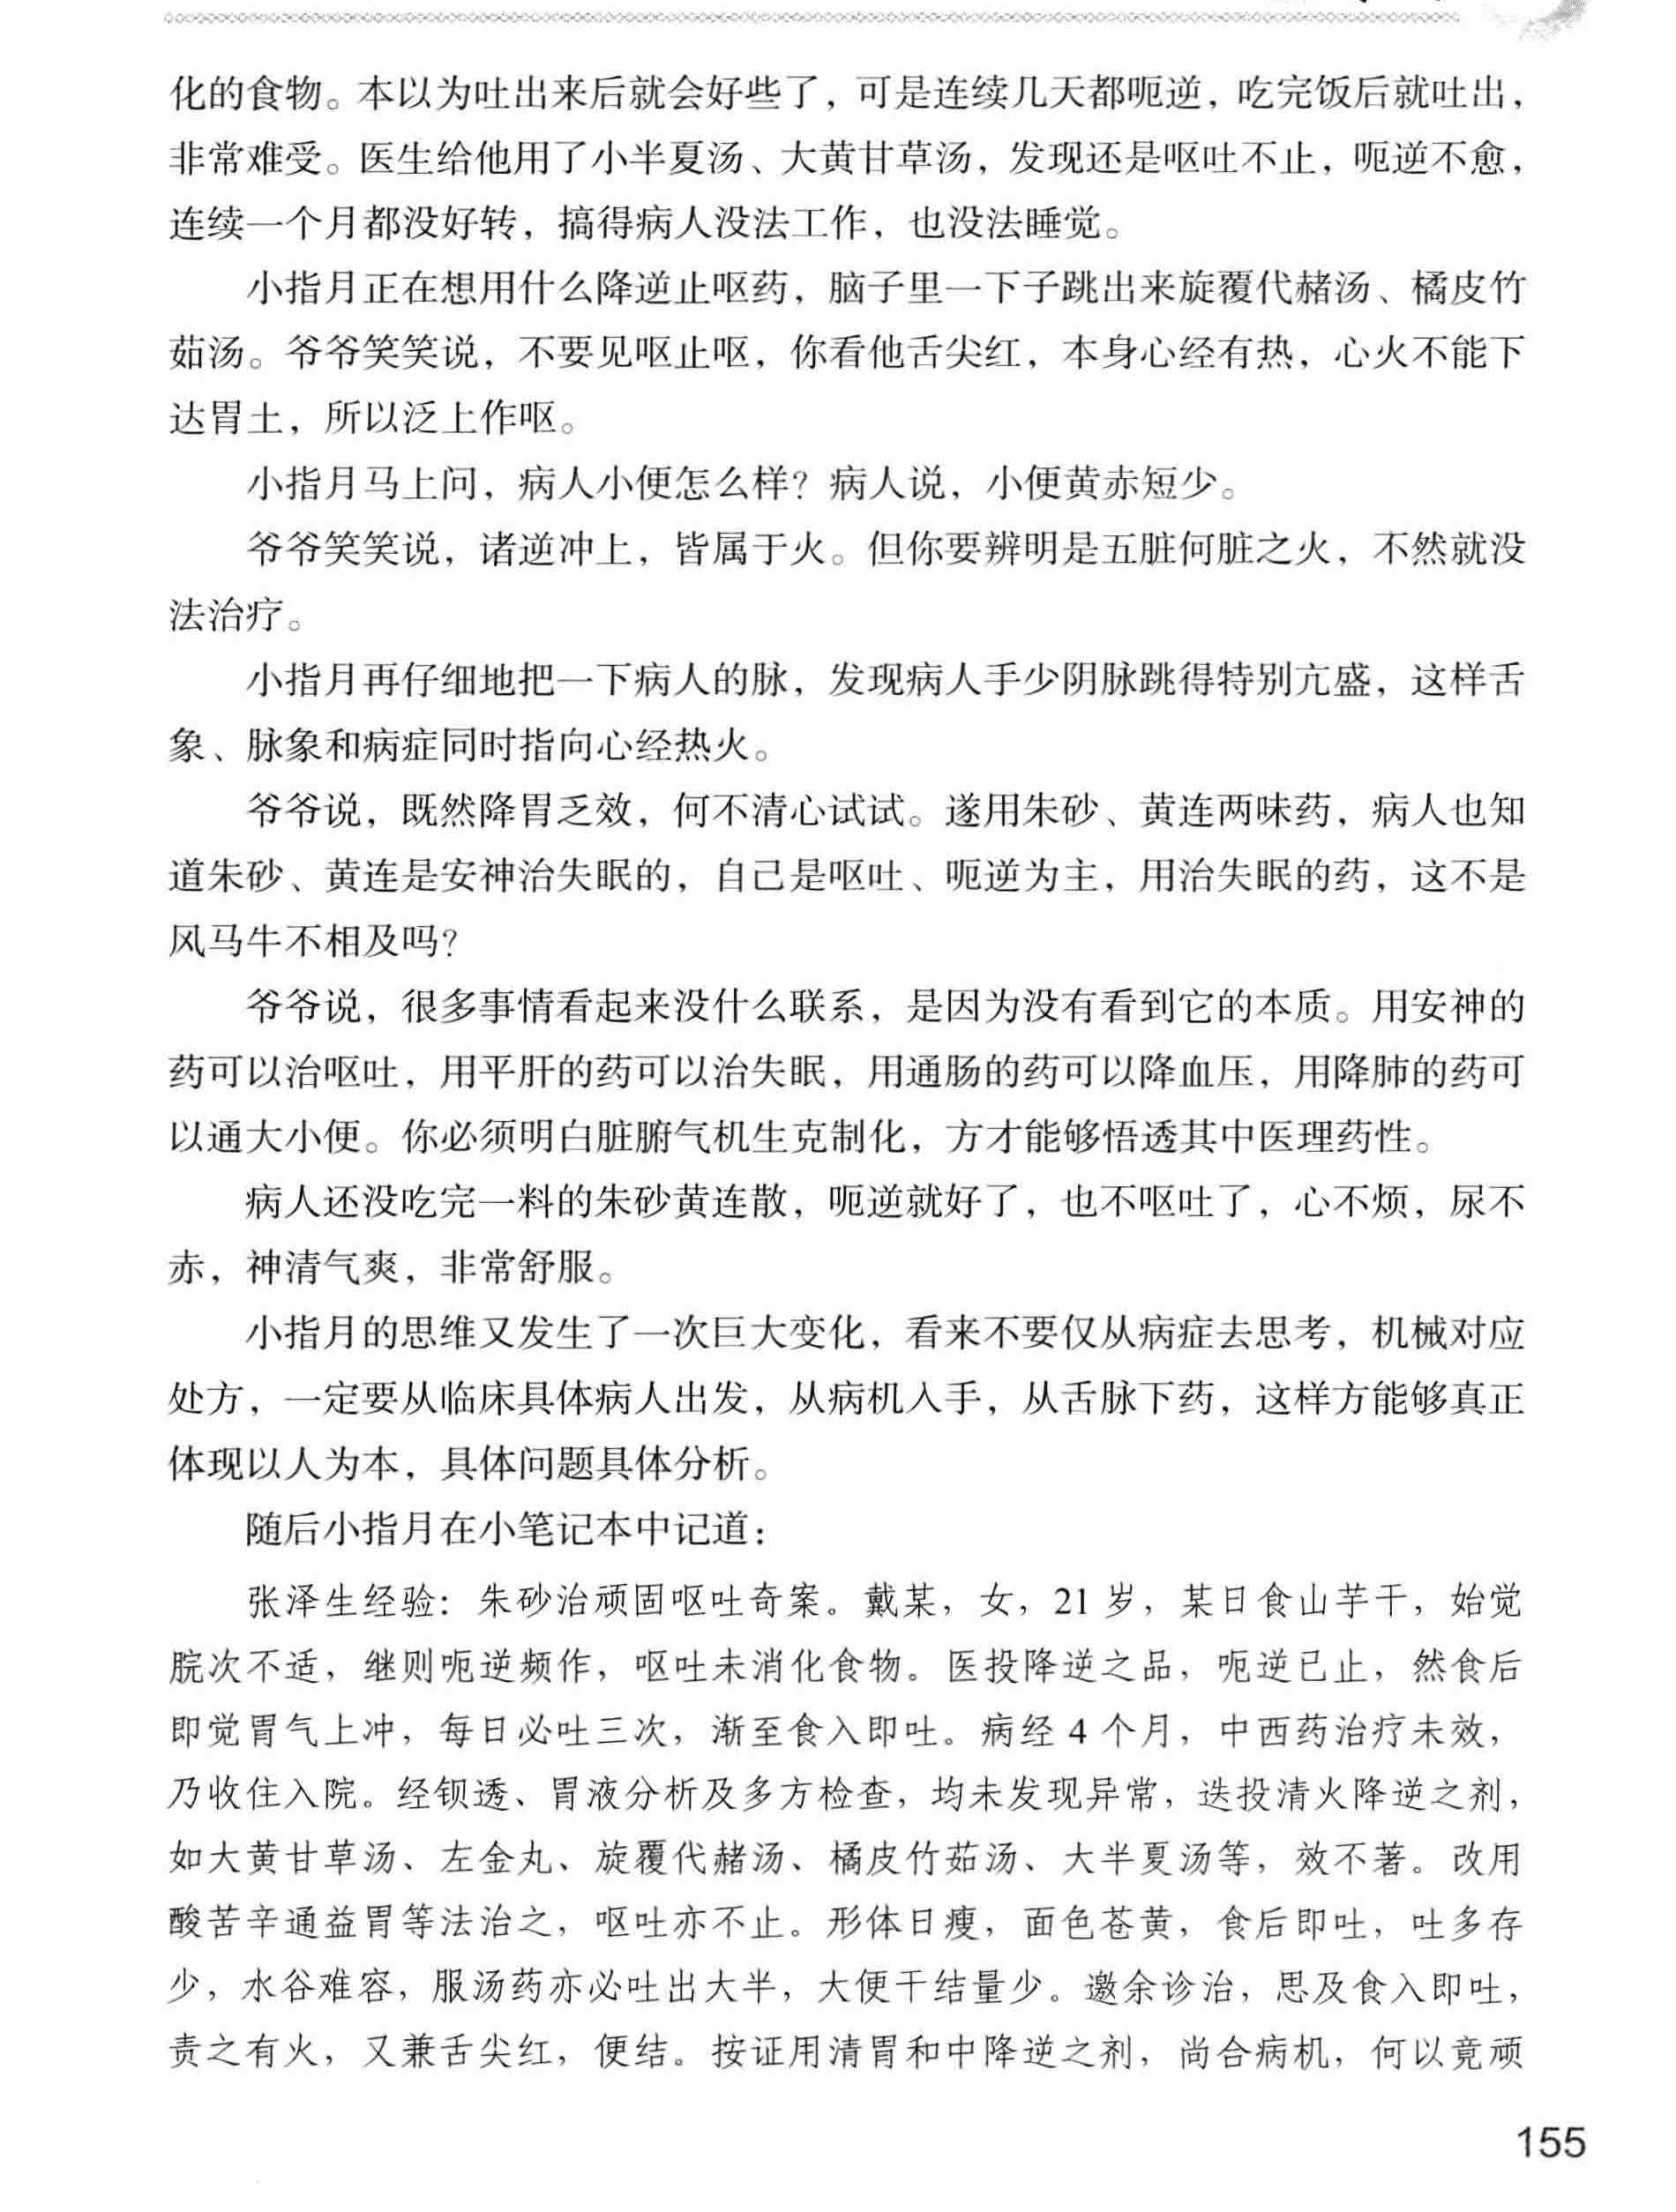 化的食物。本以为吐出来后就会好些了，可是连续几天都呃逆，吃完饭后就吐出，
非常难受。医生给他用了小半夏汤、大黄甘草汤，发现还是呕吐不止，呃逆不愈，
连续一个月都没好转，搞得病人没法工作，也没法睡觉。
小指月正在想用什么降逆止呕药，脑子里一下子跳出来旋覆代赭汤、橘皮竹
茹汤。爷爷笑笑说，不要见呕止呕，你看他舌尖红，本身心经有热，心火不能下
达胃土，所以泛上作呕。
小指月马上问，病人小便怎么样？病人说，小便黄赤短少。
爷爷笑笑说，诸逆冲上，皆属于火。但你要辨明是五脏何脏之火，不然就没
法治疗。
小指月再仔细地把一下病人的脉，发现病人手少阴脉跳得特别亢盛，这样舌
象、脉象和病症同时指向心经热火。
爷爷说，既然降胃乏效，何不清心试试。遂用朱砂、黄连两味药，病人也知
道朱砂、黄连是安神治失眠的，自己是呕吐、呃逆为主，用治失眠的药，这不是
风马牛不相及吗？
爷爷说，很多事情看起来没什么联系，是因为没有看到它的本质。用安神的
药可以治呕吐，用平肝的药可以治失眠，用通肠的药可以降血压，用降肺的药可
以通大小便。你必须明白脏腑气机生克制化，方才能够悟透其中医理药性。
病人还没吃完一料的朱砂黄连散，呃逆就好了，也不呕吐了，心不烦，尿不
赤，神清气爽，非常舒服。
小指月的思维又发生了一次巨大变化，看来不要仅从病症去思考，机械对应
处方，一定要从临床具体病人出发，从病机入手，从舌脉下药，这样方能够真正
体现以人为本，具体问题具体分析。
随后小指月在小笔记本中记道：
张泽生经验：朱砂治顽固呕吐奇案。戴某，女，21 岁，某日食山芋干，始觉
脘次不适，继则呃逆频作，呕吐未消化食物。医投降逆之品，呃逆已止，然食后
即觉胃气上冲，每日必吐三次，渐至食入即吐。病经 4 个月，中西药治疗未效，
乃收住入院。经钡透、胃液分析及多方检查，均未发现异常，迭投清火降逆之剂，
如大黄甘草汤、左金丸、旋覆代赭汤、橘皮竹茹汤、大半夏汤等，效不著。改用
酸苦辛通益胃等法治之，呕吐亦不止。形体日瘦，面色苍黄，食后即吐，吐多存
少，水谷难容，服汤药亦必吐出大半，大便干结量少。邀余诊治，思及食入即吐，
责之有火，又兼舌尖红，便结。按证用清胃和中降逆之剂，尚合病机，何以竟顽
155